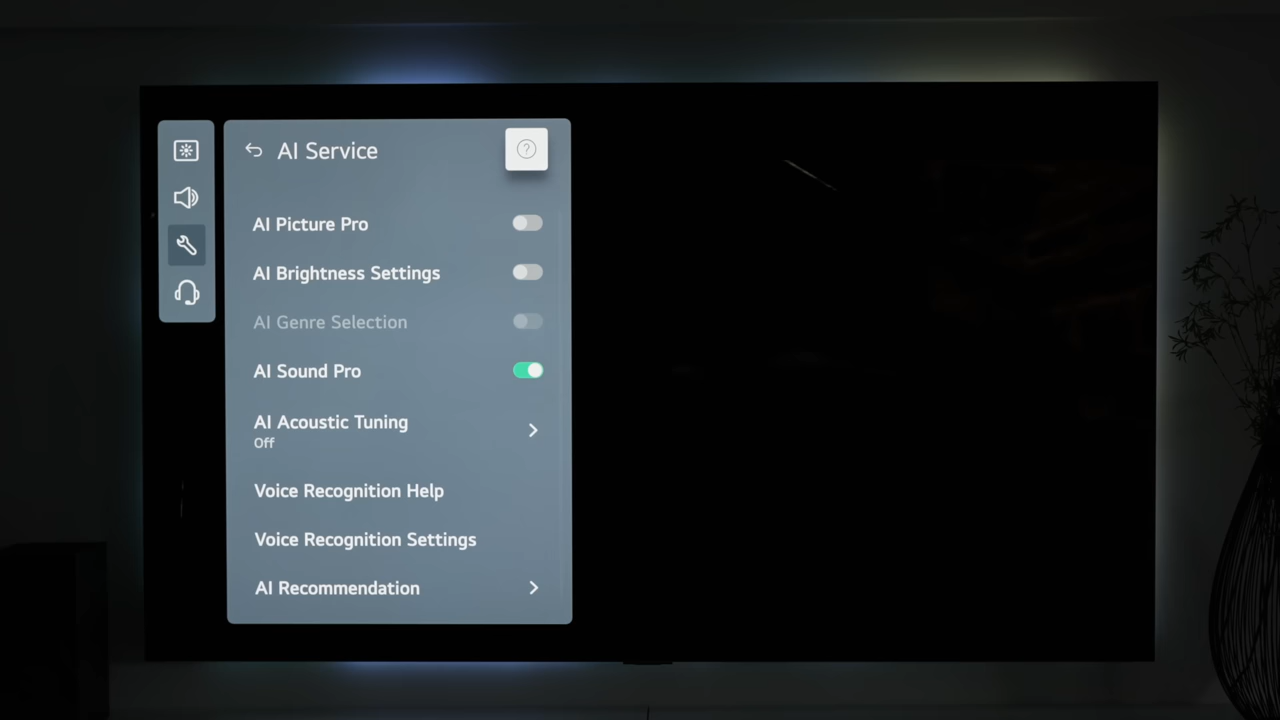 AI Service
?
AI Picture Pro
AI Brightness Settings
AI Genre Selection
AI Sound Pro
AI Acoustic Tuning
Off
Voice Recognition Help
Voice Recognition Settings
AI Recommendation